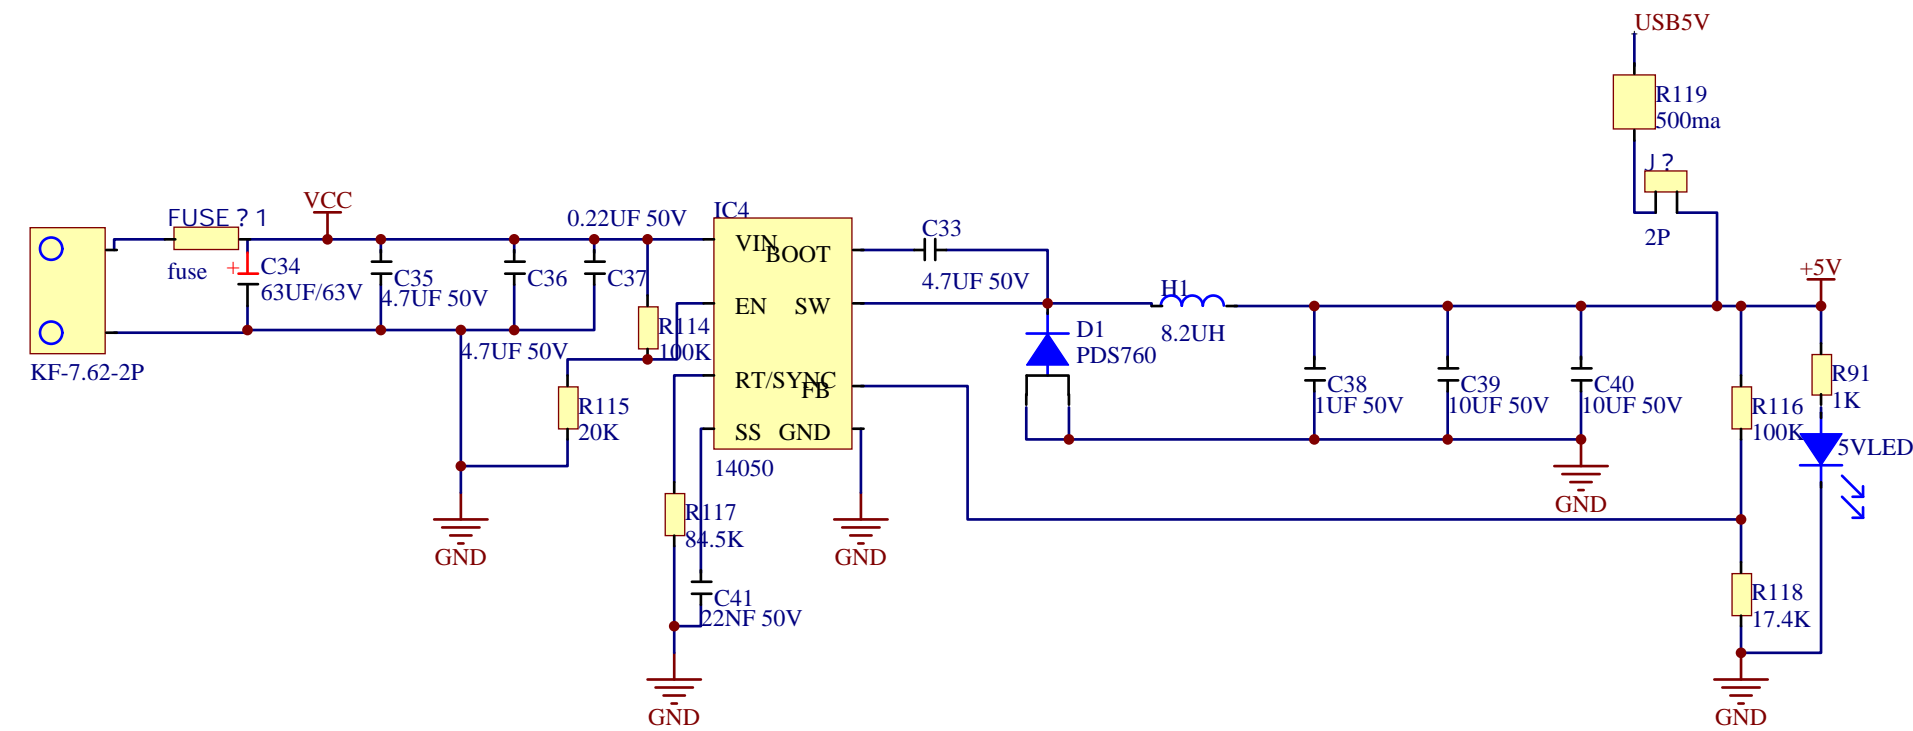 USB5V
R119
500ma
J?
2P
VCC
FUSE?1
fuse
+
C34
63UF/63V
KF-7.62-2P
C35
4.7UF 50V
C36
4.7UF 50V
0.22UF 50V
C37
R114
100K
R115
20K
GND
IC4
VIN
BOOT
EN
SW
RT/SYNC
FB
SS
GND
14050
R117
84.5K
C41
22NF 50V
GND
GND
C33
4.7UF 50V
D1
PDS760
H1
8.2UH
C38
1UF 50V
C39
10UF 50V
C40
10UF 50V
GND
+5V
R91
1K
R116
100K
5VLED
R118
17.4K
GND